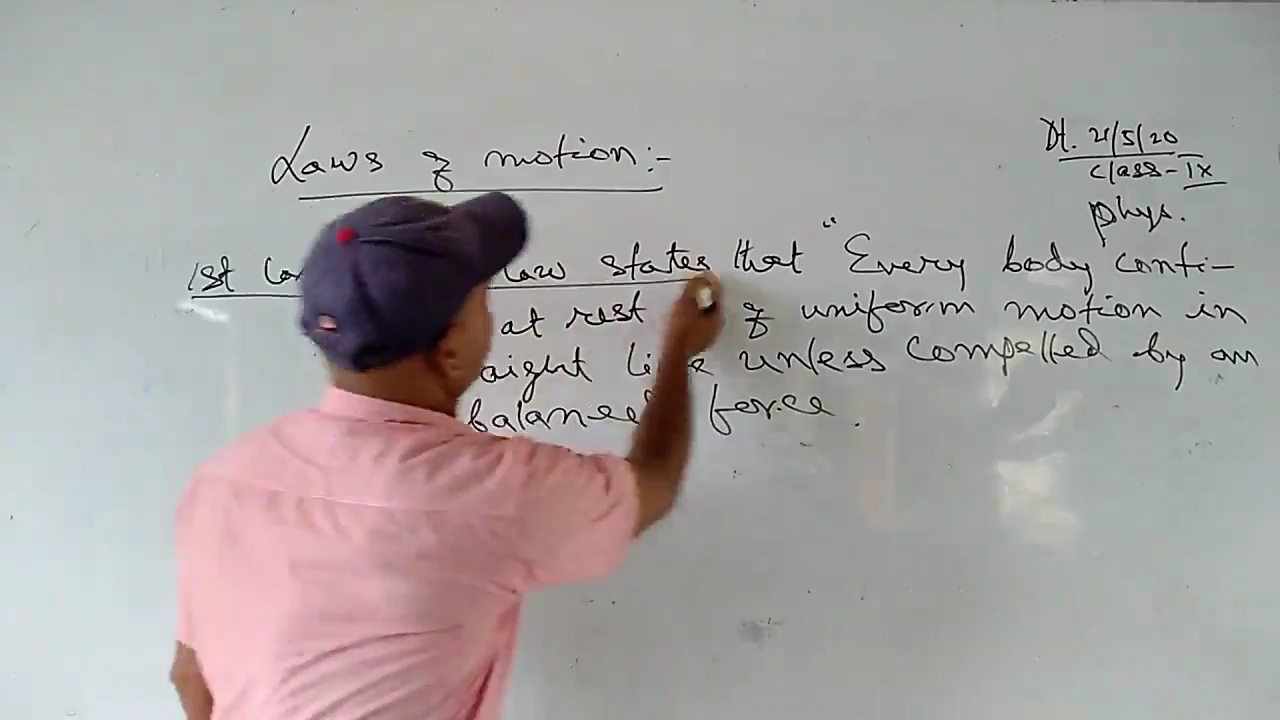 Laws of motion:-
Dt. 21/5/20
Class-IX
phys.
1st law states that "Every body conti-
at rest of uniform motion in
aight line unless compelled by an
balanced force.